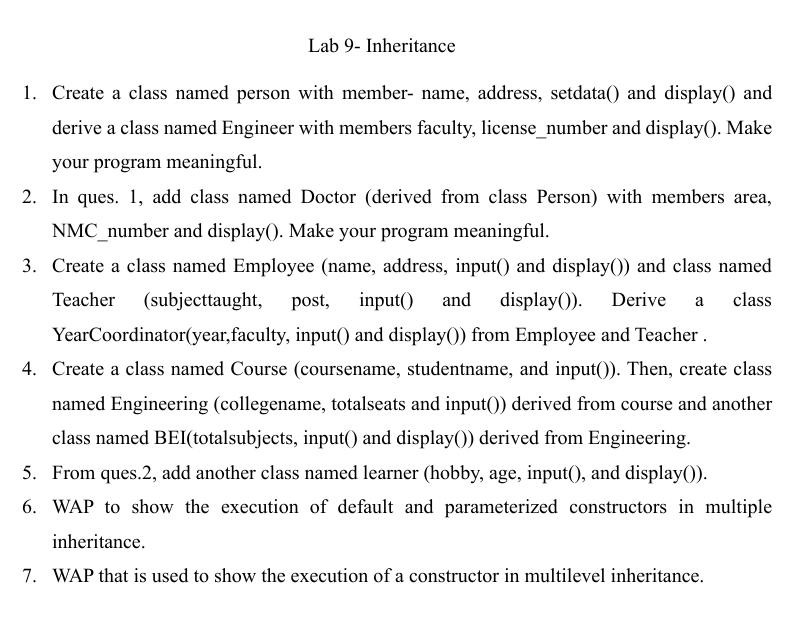 Lab 9- Inheritance
1. Create a class named person with member- name, address, setdata() and display() and
derive a class named Engineer with members faculty, license_number and display(). Make
your program meaningful.
2. In ques. 1, add class named Doctor (derived from class Person) with members area,
NMC_number and display(). Make your program meaningful.
3. Create a class named Employee (name, address, input() and display()) and class named
Teacher (subjecttaught, post, input() and display()). Derive a class
YearCoordinator(year,faculty, input() and display()) from Employee and Teacher .
4. Create a class named Course (coursename, studentname, and input()). Then, create class
named Engineering (collegename, totalseats and input()) derived from course and another
class named BEI(totalsubjects, input() and display()) derived from Engineering.
5. From ques.2, add another class named learner (hobby, age, input(), and display()).
6. WAP to show the execution of default and parameterized constructors in multiple
inheritance.
7. WAP that is used to show the execution of a constructor in multilevel inheritance.